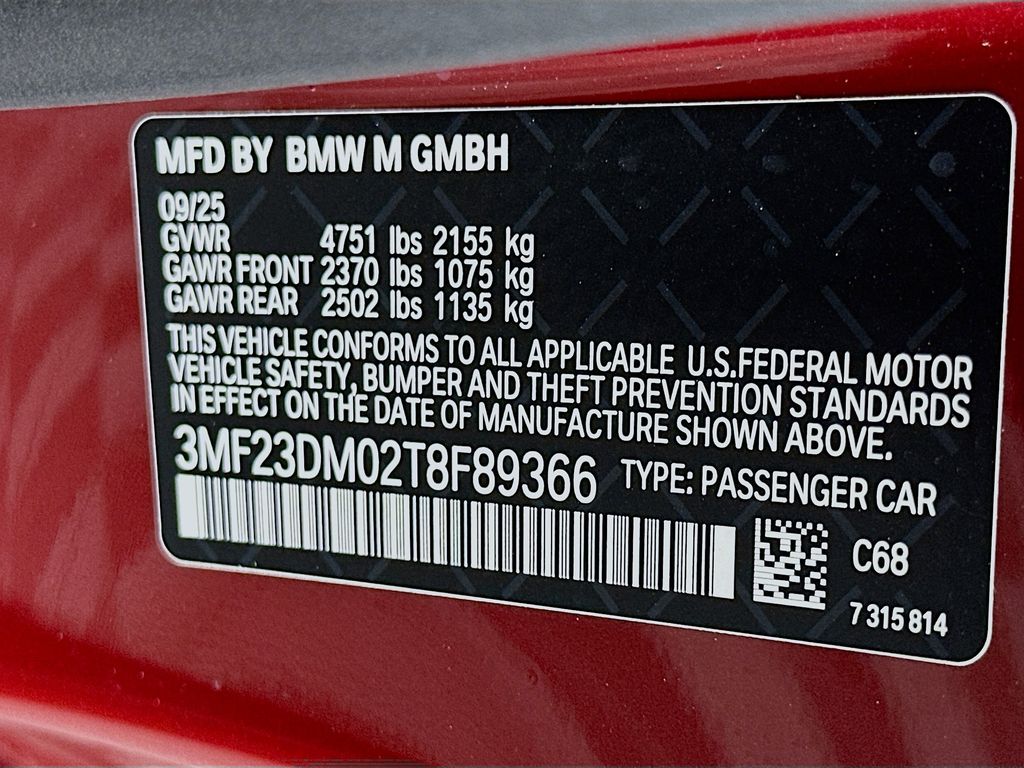 MFD BY BMW M GMBH
09/25
GVWR 4751 lbs 2155 kg
GAWR FRONT 2370 lbs 1075 kg
GAWR REAR 2502 lbs 1135 kg
THIS VEHICLE CONFORMS TO ALL APPLICABLE U.S.FEDERAL MOTOR
VEHICLE SAFETY, BUMPER AND THEFT PREVENTION STANDARDS
IN EFFECT ON THE DATE OF MANUFACTURE SHOWN ABOVE.
3MF23DM02T8F89366 TYPE: PASSENGER CAR
C68
7 315 814